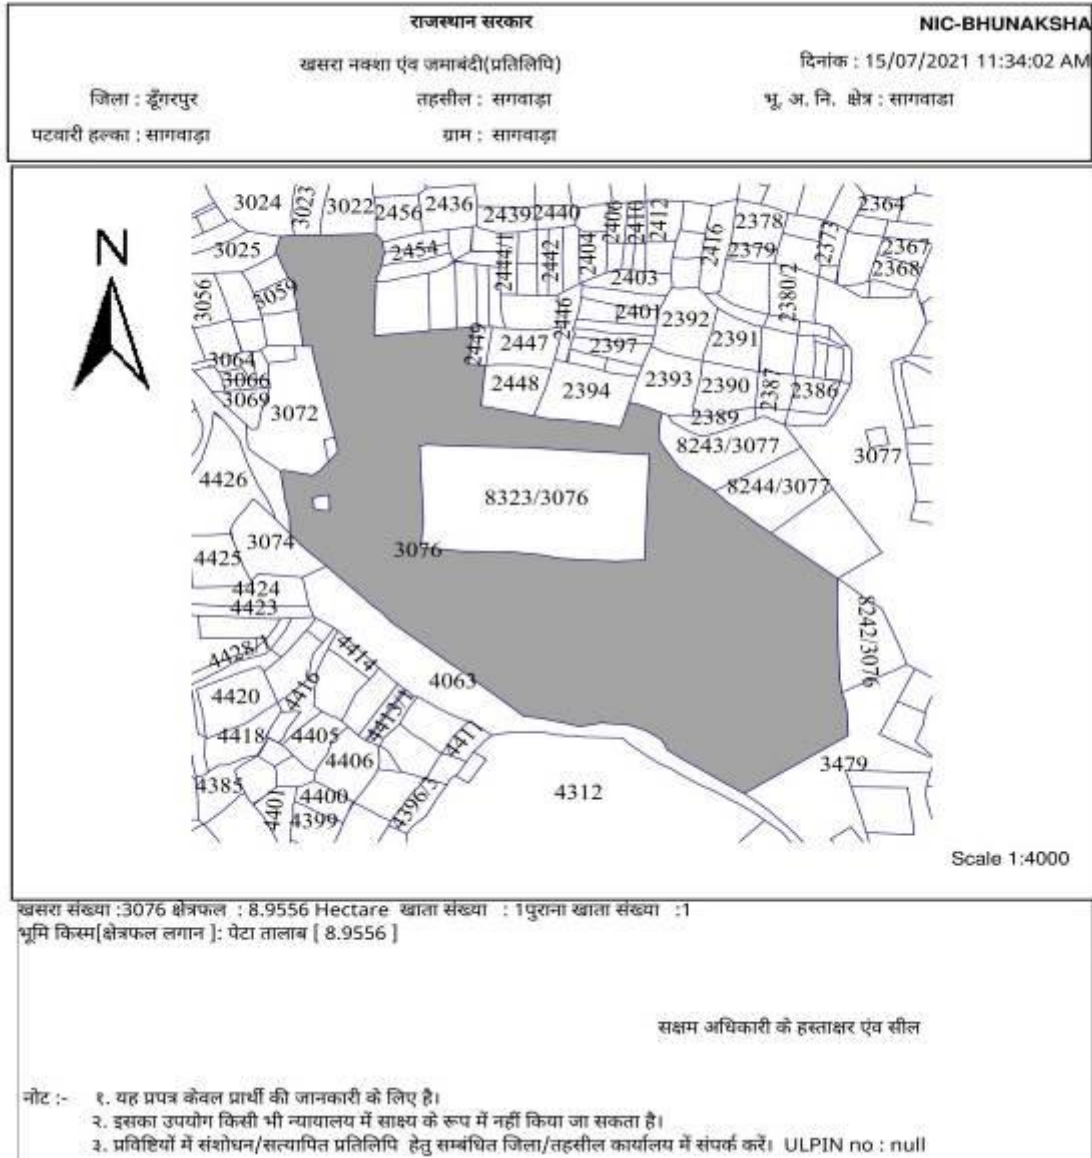 राजस्थान सरकार NIC-BHUNAKSHA
खसरा नक्शा एंव जमाबंदी(प्रतिलिपि) दिनांक : 15/07/2021 11:34:02 AM
जिला : डूँगरपुर तहसील : सगवाड़ा भू. अ. नि. क्षेत्र : सागवाडा
पटवारी हल्का : सागवाड़ा ग्राम : सागवाड़ा
N
3024 3023 3022 2456 2436 2439 2440 2406 2410 2412 2378 2364
3025 2454 2444/1 2442 2404 2416 2379 2373 2367
2368
3056 3059 2403 2380/2
2446 2401 2392
3064 2449 2447 2397 2391
3066 2448 2394 2393 2390 2387 2386
3069
3072 2389
8243/3077 3077
4426 8323/3076 8244/3077
3074 3076
4425
4424
4423 8242/3076
4428/1 4414
4420 4416 4063
4413/1
4418 4405 4411
4406 3479
4385 4400 4396/3 4312
4401 4399
Scale 1:4000
खसरा संख्या :3076 क्षेत्रफल : 8.9556 Hectare खाता संख्या : 1पुराना खाता संख्या :1
भूमि किस्म[क्षेत्रफल लगान ]: पेटा तालाब [ 8.9556 ]
सक्षम अधिकारी के हस्ताक्षर एंव सील
नोट :- १. यह प्रपत्र केवल प्रार्थी की जानकारी के लिए है।
२. इसका उपयोग किसी भी न्यायालय में साक्ष्य के रूप में नहीं किया जा सकता है।
३. प्रविष्टियों में संशोधन/सत्यापित प्रतिलिपि हेतु सम्बंधित जिला/तहसील कार्यालय में संपर्क करें। ULPIN no : null